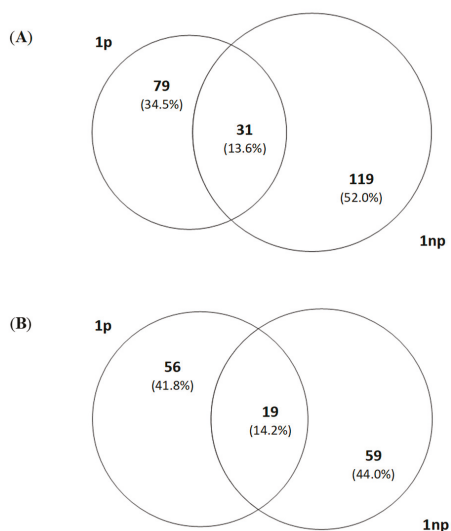 (A)
1p
79
(34.5%)
31
(13.6%)
119
(52.0%)
1np
(B)
1p
56
(41.8%)
19
(14.2%)
59
(44.0%)
1np